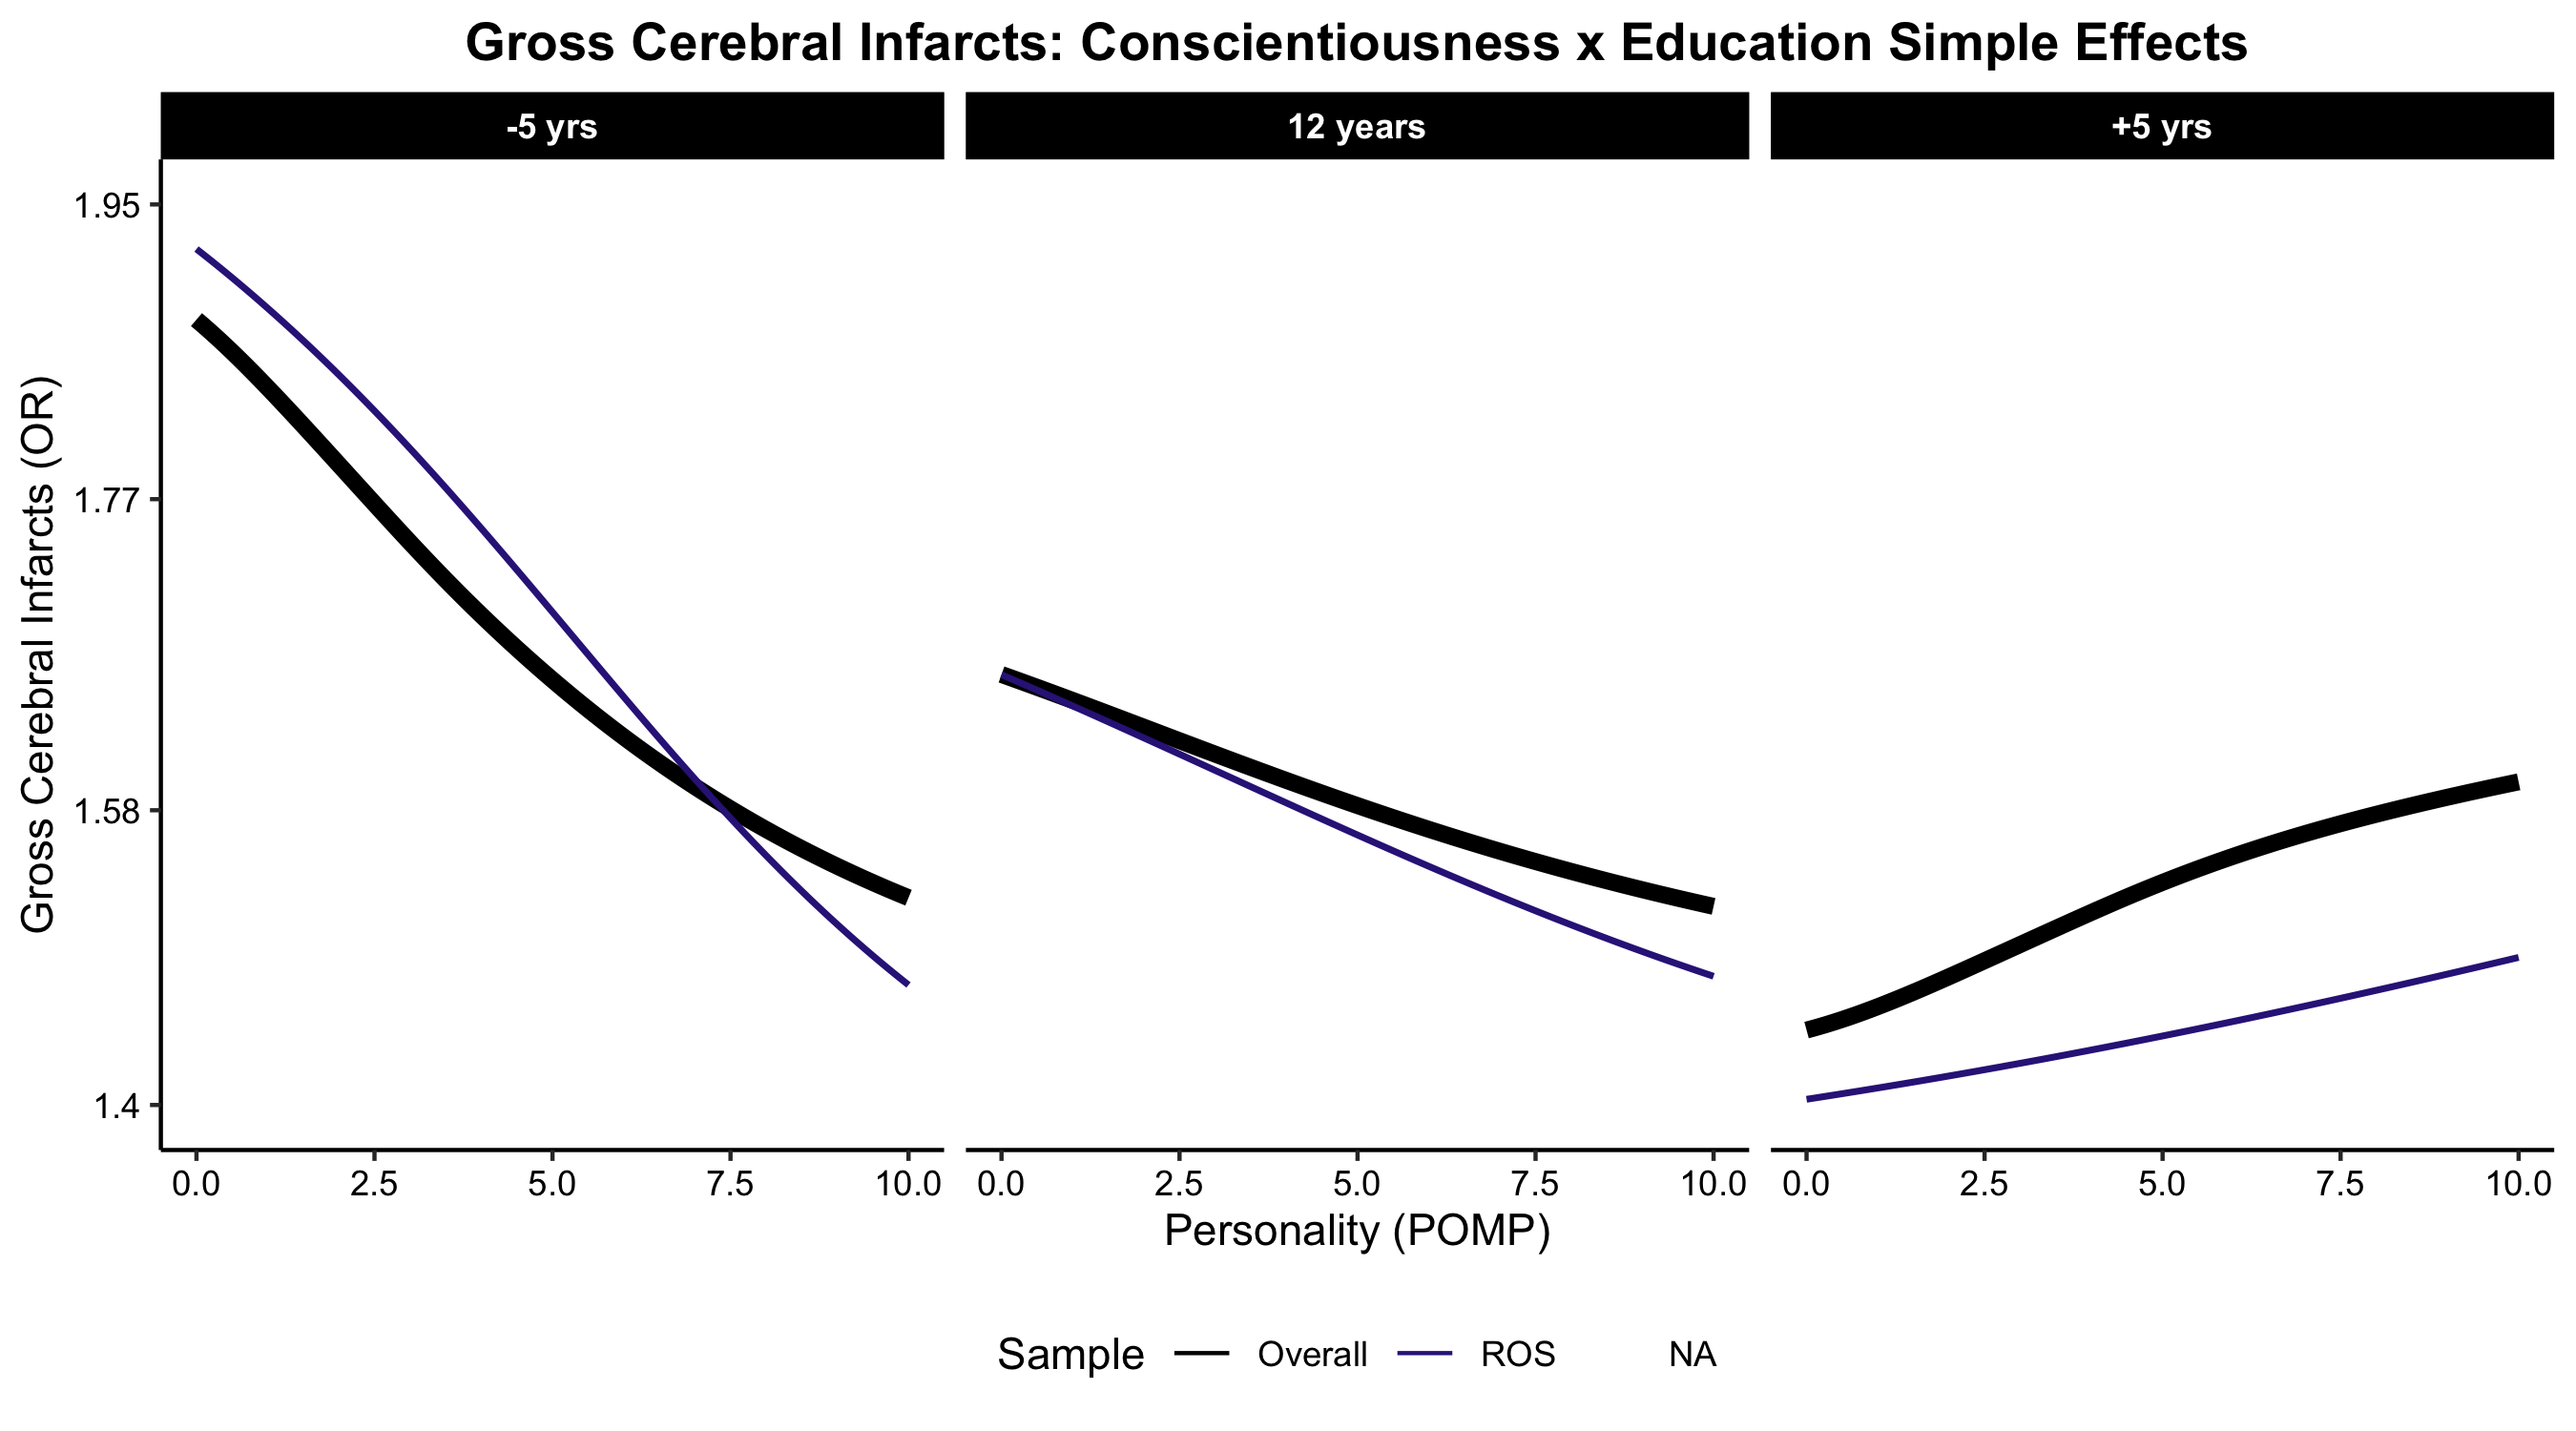 Gross Cerebral Infarcts: Conscientiousness x Education Simple Effects
-5 yrs
12 years
+5 yrs
Gross Cerebral Infarcts (OR)
1.95
1.77
1.58
1.4
0.0 2.5 5.0 7.5 10.0
0.0 2.5 5.0 7.5 10.0
0.0 2.5 5.0 7.5 10.0
Personality (POMP)
Sample Overall ROS NA